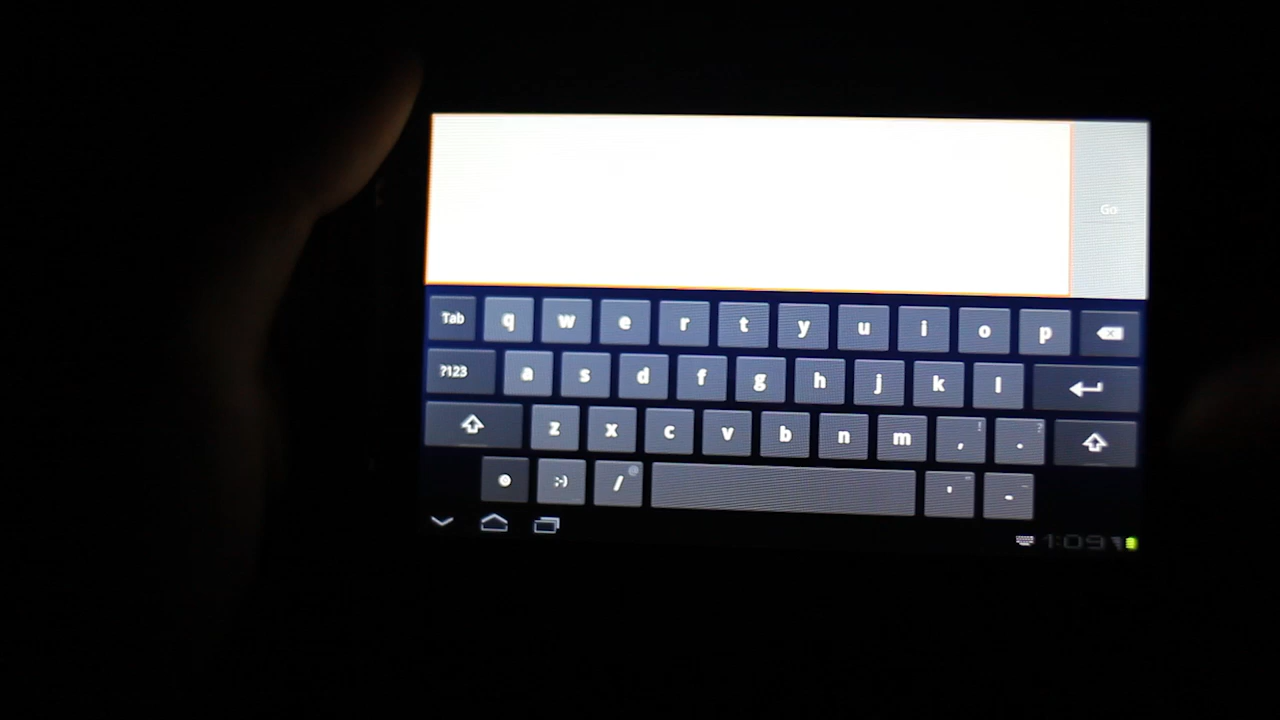 Go
Tab q w e r t y u i o p
?123 a s d f g h j k l
z x c v b n m , ! . ?
:-) / @ ' " - _
1:09